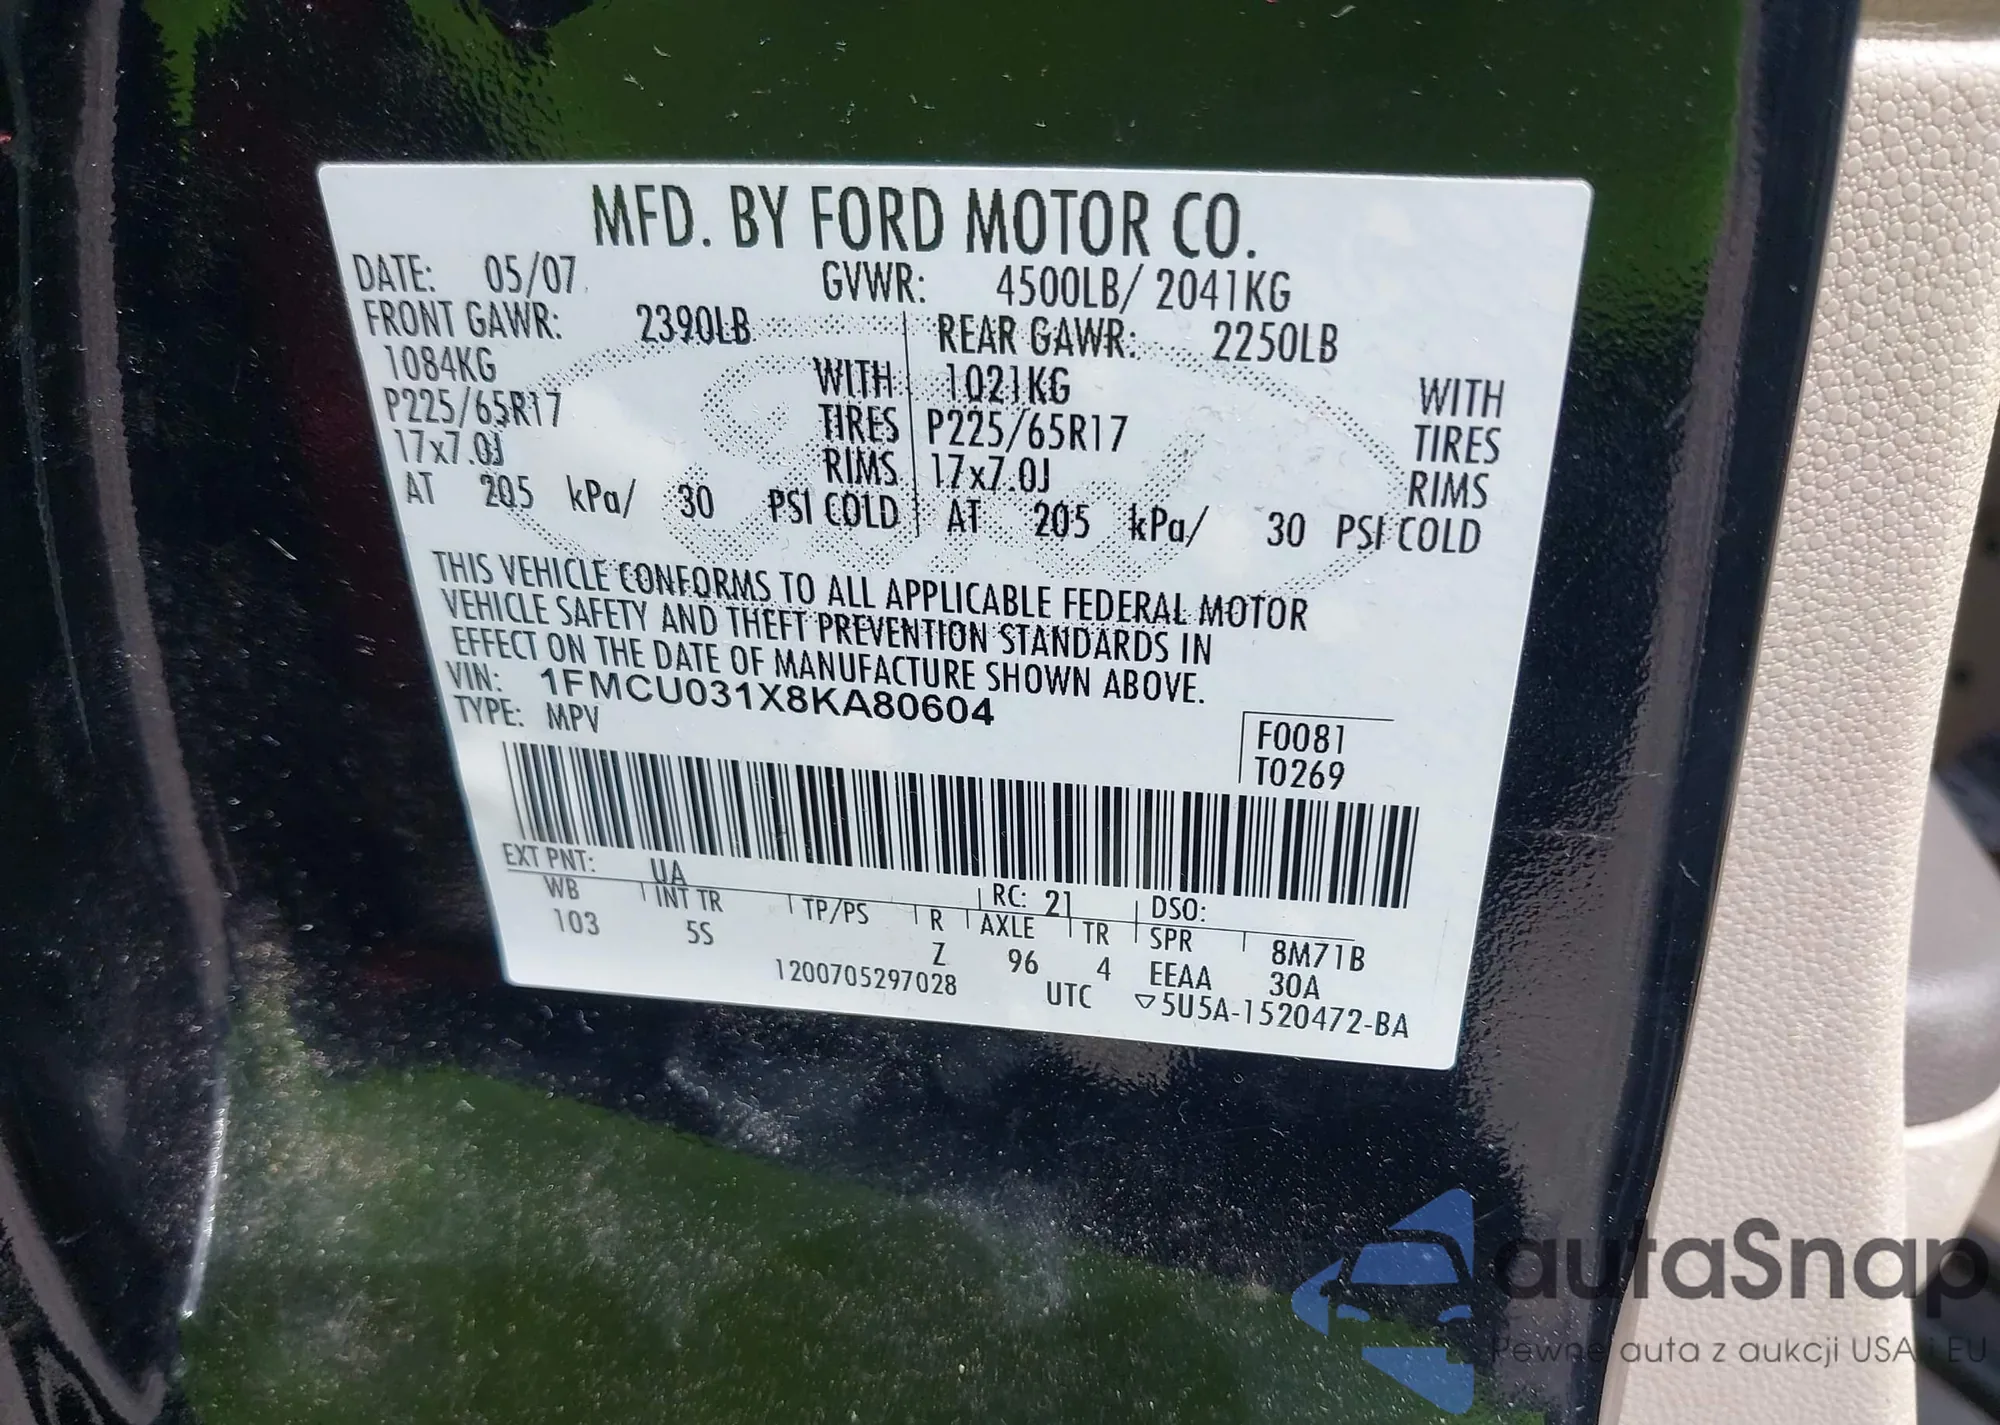 MFD. BY FORD MOTOR CO.
DATE: 05/07 GVWR: 4500LB/ 2041KG
FRONT GAWR: 2390LB REAR GAWR: 2250LB
1084KG WITH 1021KG WITH
P225/65R17 TIRES P225/65R17 TIRES
17x7.0J RIMS 17x7.0J RIMS
AT 205 kPa/ 30 PSI COLD AT 205 kPa/ 30 PSI COLD
THIS VEHICLE CONFORMS TO ALL APPLICABLE FEDERAL MOTOR
VEHICLE SAFETY AND THEFT PREVENTION STANDARDS IN
EFFECT ON THE DATE OF MANUFACTURE SHOWN ABOVE.
VIN: 1FMCU031X8KA80604
TYPE: MPV
F0081
T0269
EXT PNT: UA RC: 21 DSO:
WB INT TR TP/PS R AXLE TR SPR 8M71B
103 5S Z 96 4 EEAA 30A
1200705297028 UTC ▽5U5A-1520472-BA
autaSnap
Pewne auta z aukcji USA i EU